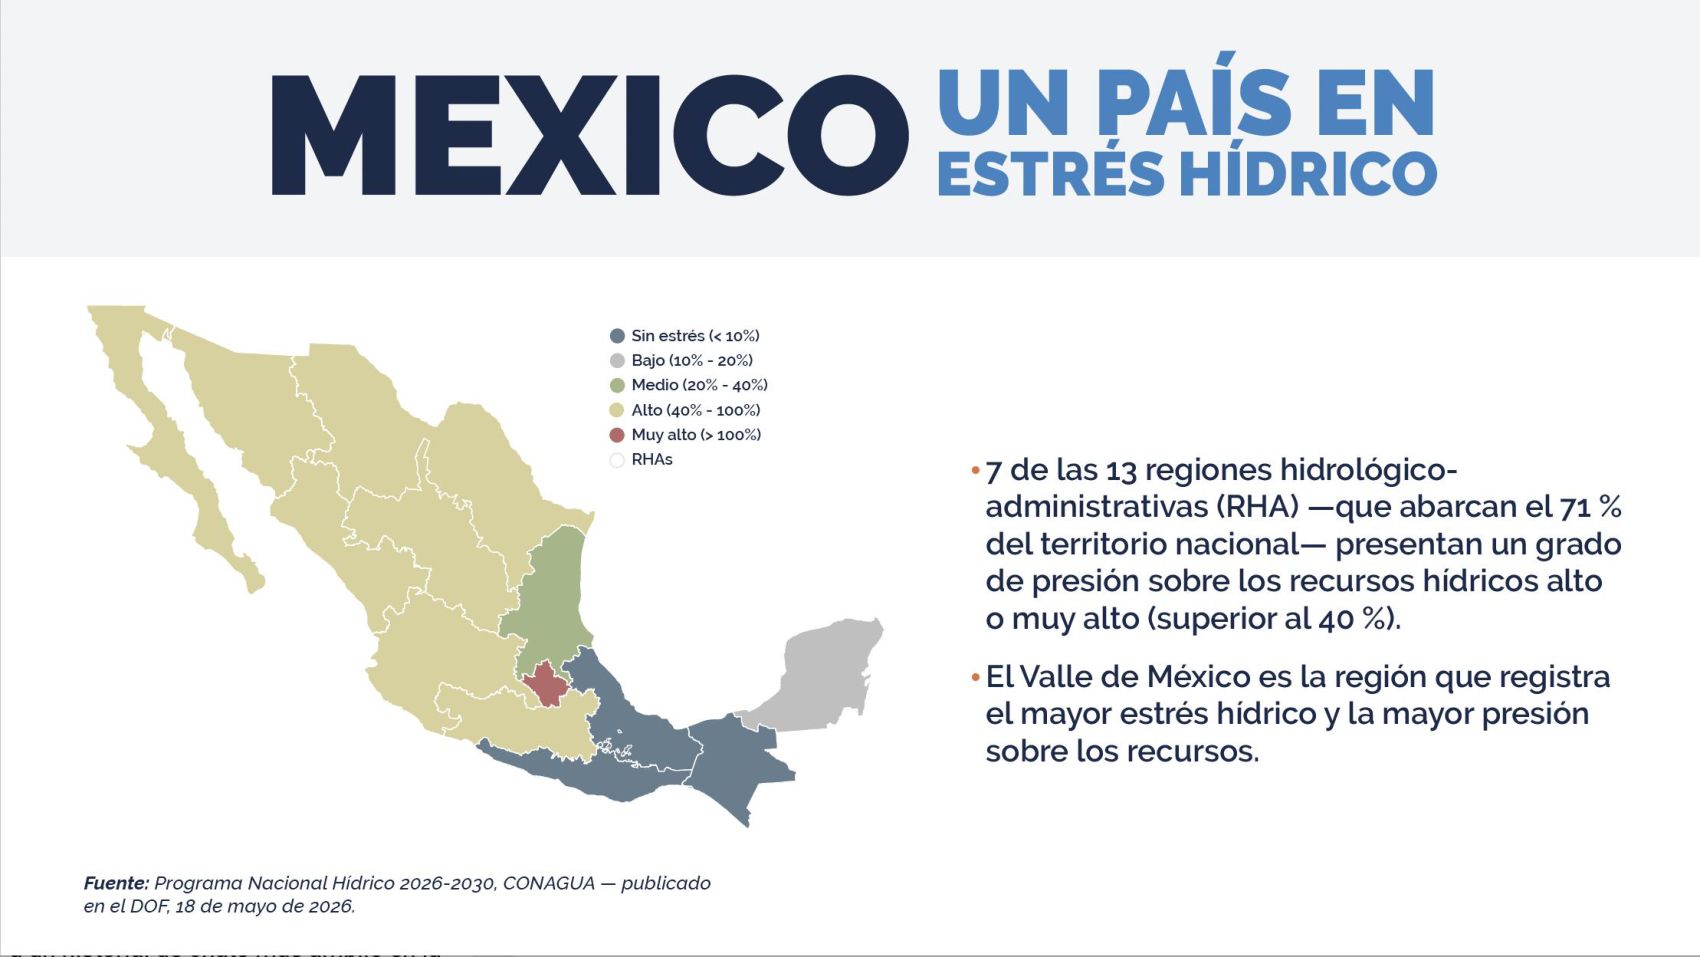 MEXICO
UN PAÍS EN
ESTRÉS HÍDRICO
Sin estrés (< 10%)
Bajo (10% - 20%)
Medio (20% - 40%)
Alto (40% - 100%)
Muy alto (> 100%)
RHAs
• 7 de las 13 regiones hidrológico-
administrativas (RHA) —que abarcan el 71 %
del territorio nacional— presentan un grado
de presión sobre los recursos hídricos alto
o muy alto (superior al 40 %).
• El Valle de México es la región que registra
el mayor estrés hídrico y la mayor presión
sobre los recursos.
Fuente: Programa Nacional Hídrico 2026-2030, CONAGUA — publicado
en el DOF, 18 de mayo de 2026.